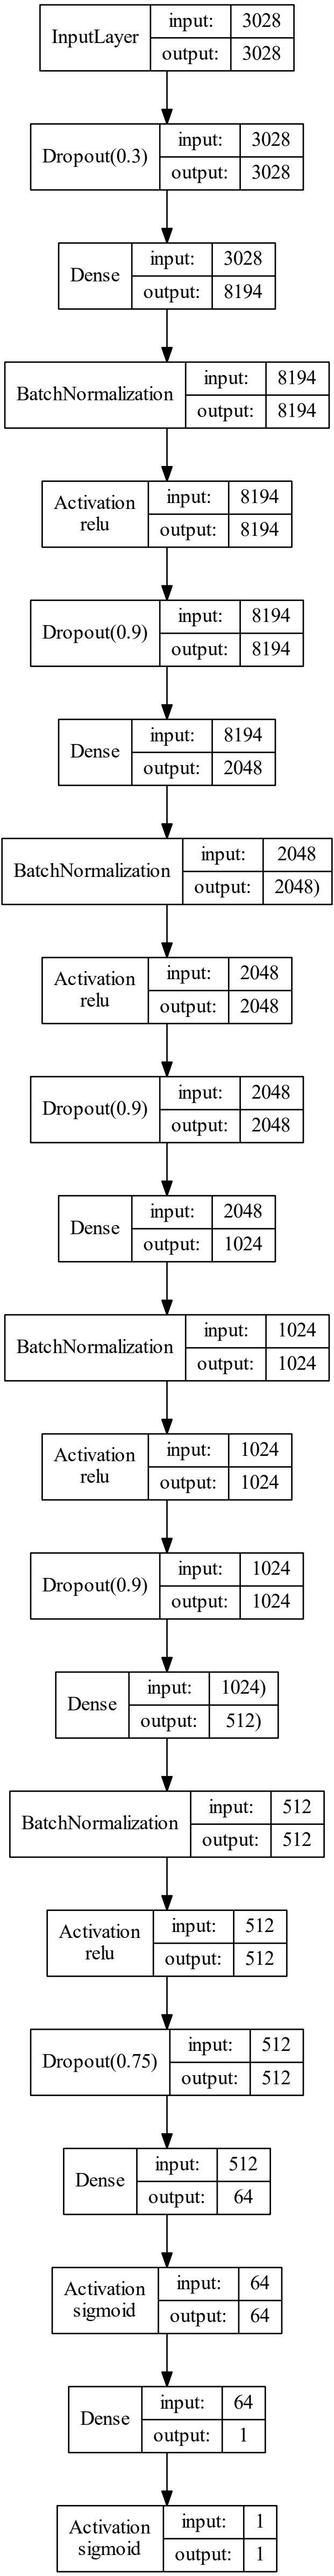 InputLayer
input: 3028
output: 3028
Dropout(0.3)
input: 3028
output: 3028
Dense
input: 3028
output: 8194
BatchNormalization
input: 8194
output: 8194
Activation
relu
input: 8194
output: 8194
Dropout(0.9)
input: 8194
output: 8194
Dense
input: 8194
output: 2048
BatchNormalization
input: 2048
output: 2048)
Activation
relu
input: 2048
output: 2048
Dropout(0.9)
input: 2048
output: 2048
Dense
input: 2048
output: 1024
BatchNormalization
input: 1024
output: 1024
Activation
relu
input: 1024
output: 1024
Dropout(0.9)
input: 1024
output: 1024
Dense
input: 1024)
output: 512)
BatchNormalization
input: 512
output: 512
Activation
relu
input: 512
output: 512
Dropout(0.75)
input: 512
output: 512
Dense
input: 512
output: 64
Activation
sigmoid
input: 64
output: 64
Dense
input: 64
output: 1
Activation
sigmoid
input: 1
output: 1